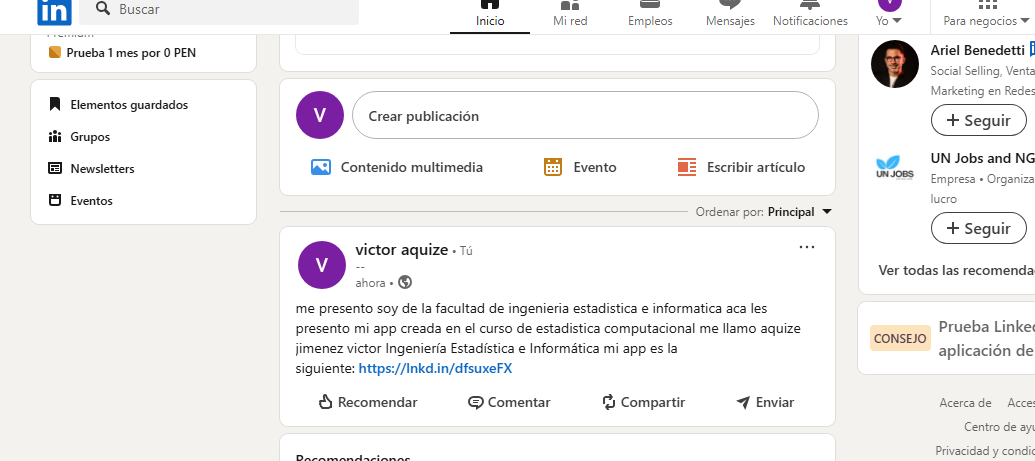 in
Buscar
Inicio
Mi red
Empleos
Mensajes
Notificaciones
V
Yo
Para negocios
Premium
Prueba 1 mes por 0 PEN
Elementos guardados
Grupos
Newsletters
Eventos
V
Crear publicación
Contenido multimedia
Evento
Escribir artículo
Ordenar por: Principal
V
victor aquize • Tú
--
ahora •
me presento soy de la facultad de ingenieria estadistica e informatica aca les
presento mi app creada en el curso de estadistica computacional me llamo aquize
jimenez victor Ingeniería Estadística e Informática mi app es la
siguiente: https://lnkd.in/dfsuxeFX
Recomendar
Comentar
Compartir
Enviar
Recomendaciones
Ariel Benedetti
Social Selling, Venta
Marketing en Redes
+ Seguir
UN JOBS
UN Jobs and NG
Empresa • Organiza
lucro
+ Seguir
Ver todas las recomenda
CONSEJO
Prueba Linke
aplicación de
Acerca de
Acces
Centro de ayu
Privacidad y condic